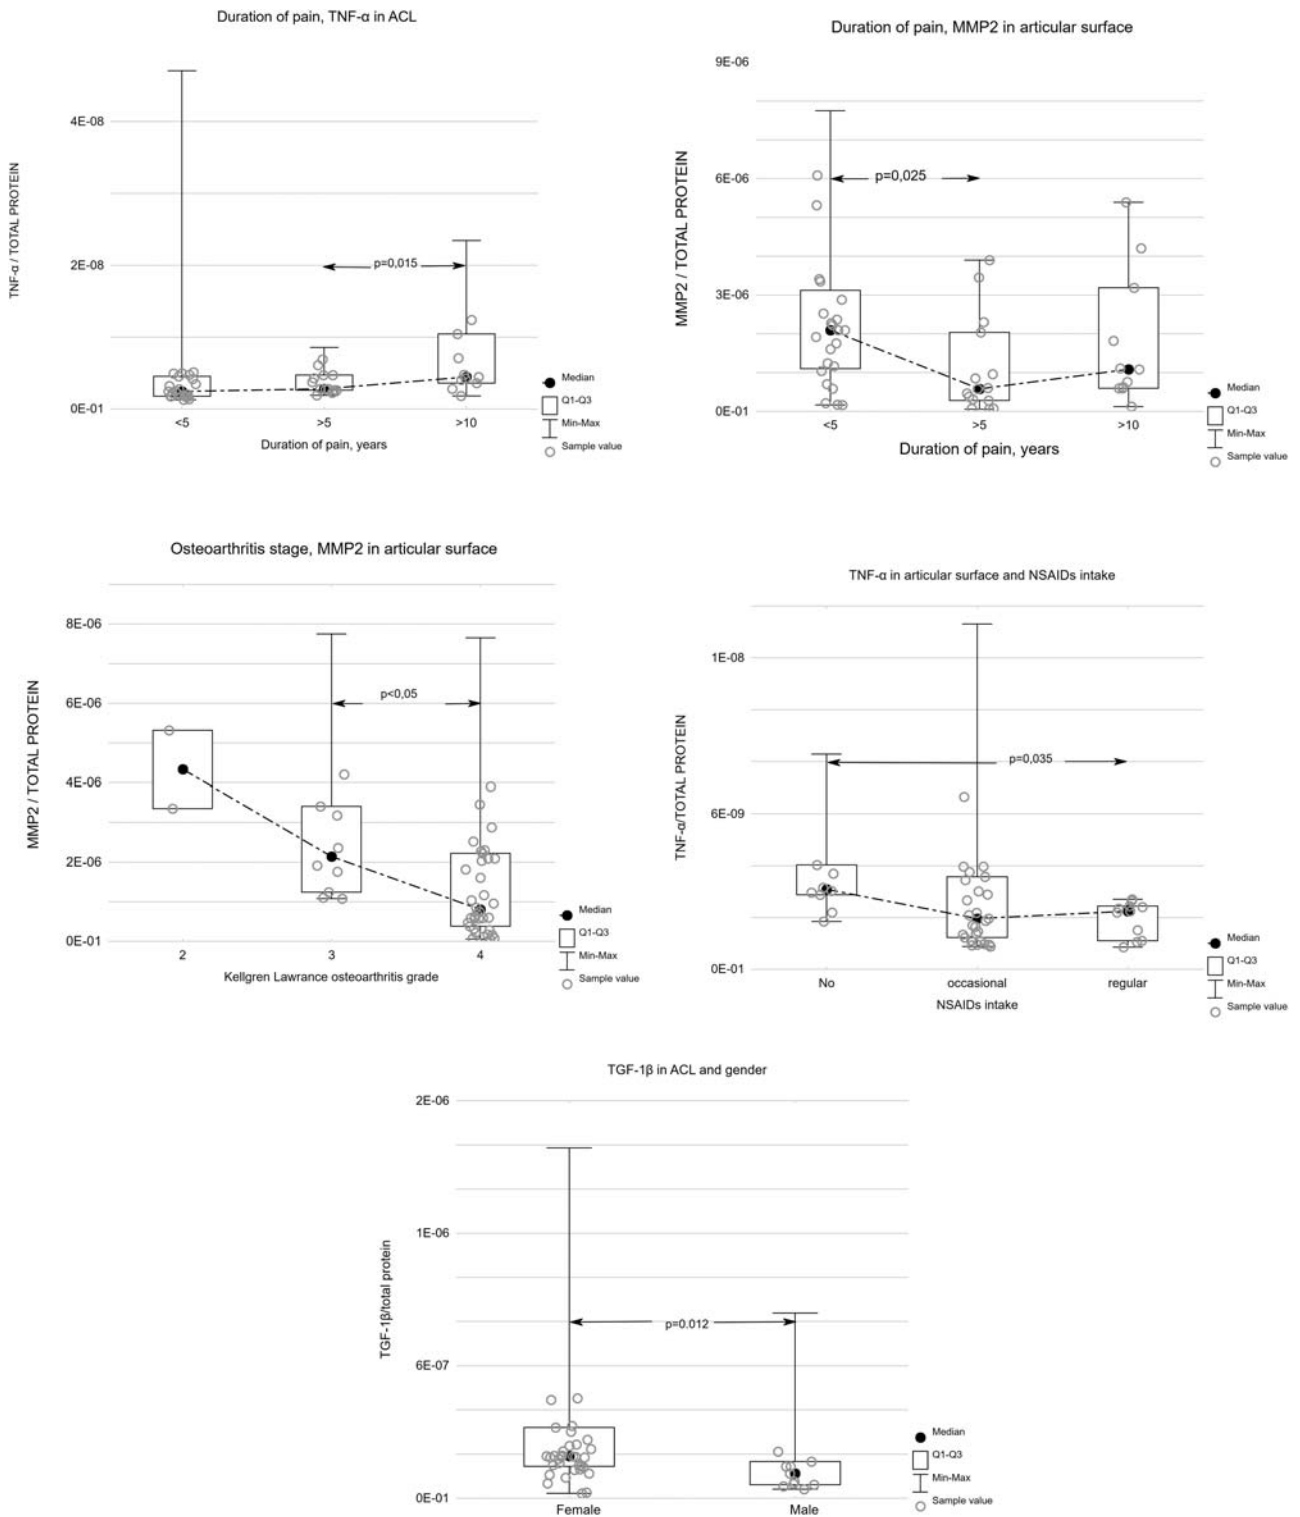 Duration of pain, TNF-α in ACL
TNF-α / TOTAL PROTEIN
4E-08
2E-08
0E-01
p=0,015
<5
>5
>10
Duration of pain, years
Median
Q1-Q3
Min-Max
Sample value
Duration of pain, MMP2 in articular surface
MMP2 / TOTAL PROTEIN
9E-06
6E-06
3E-06
0E-01
p=0,025
<5
>5
>10
Duration of pain, years
Median
Q1-Q3
Min-Max
Sample value
Osteoarthritis stage, MMP2 in articular surface
MMP2 / TOTAL PROTEIN
8E-06
6E-06
4E-06
2E-06
0E-01
p<0,05
2
3
4
Kellgren Lawrance osteoarthritis grade
Median
Q1-Q3
Min-Max
Sample value
TNF-α in articular surface and NSAIDs intake
TNF-α/TOTAL PROTEIN
1E-08
6E-09
0E-01
p=0,035
No
occasional
regular
NSAIDs intake
Median
Q1-Q3
Min-Max
Sample value
TGF-1β in ACL and gender
TGF-1β/total protein
2E-06
1E-06
6E-07
0E-01
p=0.012
Female
Male
Median
Q1-Q3
Min-Max
Sample value